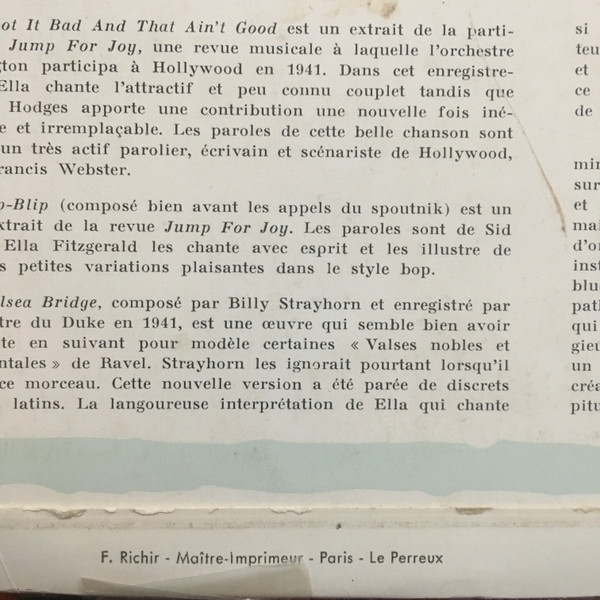 ot It Bad And That Ain't Good est un extrait de la parti-
Jump For Joy, une revue musicale à laquelle l'orchestre
gton participa à Hollywood en 1941. Dans cet enregistre-
Ella chante l'attractif et peu connu couplet tandis que
Hodges apporte une contribution une nouvelle fois iné-
e et irremplaçable. Les paroles de cette belle chanson sont
un très actif parolier, écrivain et scénariste de Hollywood,
rancis Webster.
p-Blip (composé bien avant les appels du spoutnik) est un
xtrait de la revue Jump For Joy. Les paroles sont de Sid
Ella Fitzgerald les chante avec esprit et les illustre de
s petites variations plaisantes dans le style bop.
lsea Bridge, composé par Billy Strayhorn et enregistré par
tre du Duke en 1941, est une œuvre qui semble bien avoir
te en suivant pour modèle certaines « Valses nobles et
ntales » de Ravel. Strayhorn les ignorait pourtant lorsqu'il
ce morceau. Cette nouvelle version a été parée de discrets
latins. La langoureuse interprétation de Ella qui chante
si
teu
et
ce
de
min
sur
et
mai
d'o
inst
blu
pat
qui
gieu
un
cré
pitu
F. Richir - Maître-Imprimeur - Paris - Le Perreux